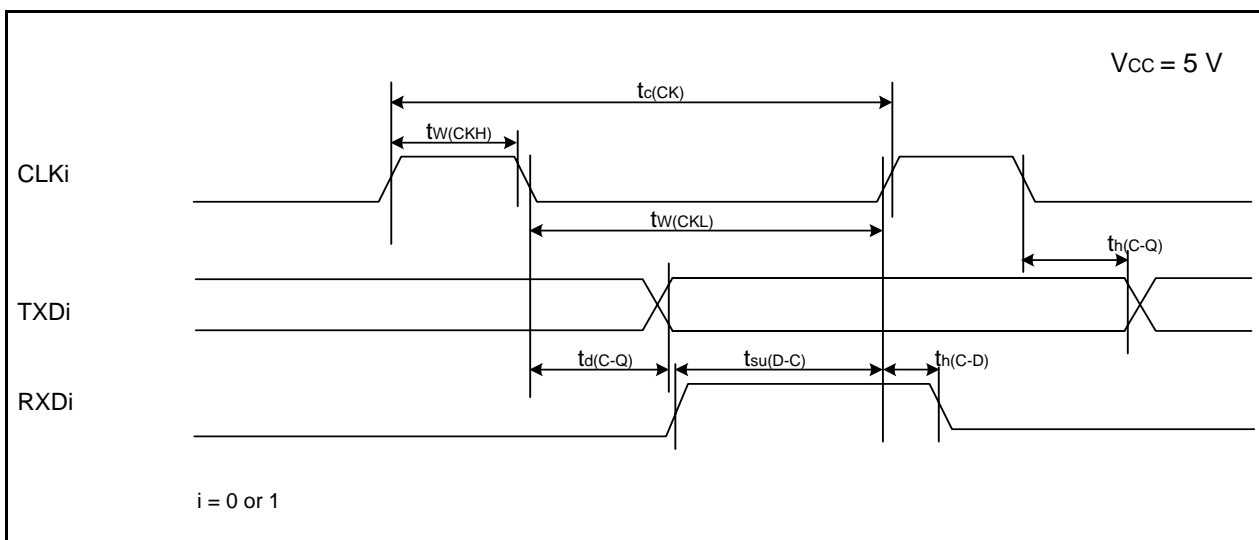 VCC = 5 V
tc(CK)
tW(CKH)
CLKi
tW(CKL)
th(C-Q)
TXDi
td(C-Q)
tsu(D-C)
th(C-D)
RXDi
i = 0 or 1